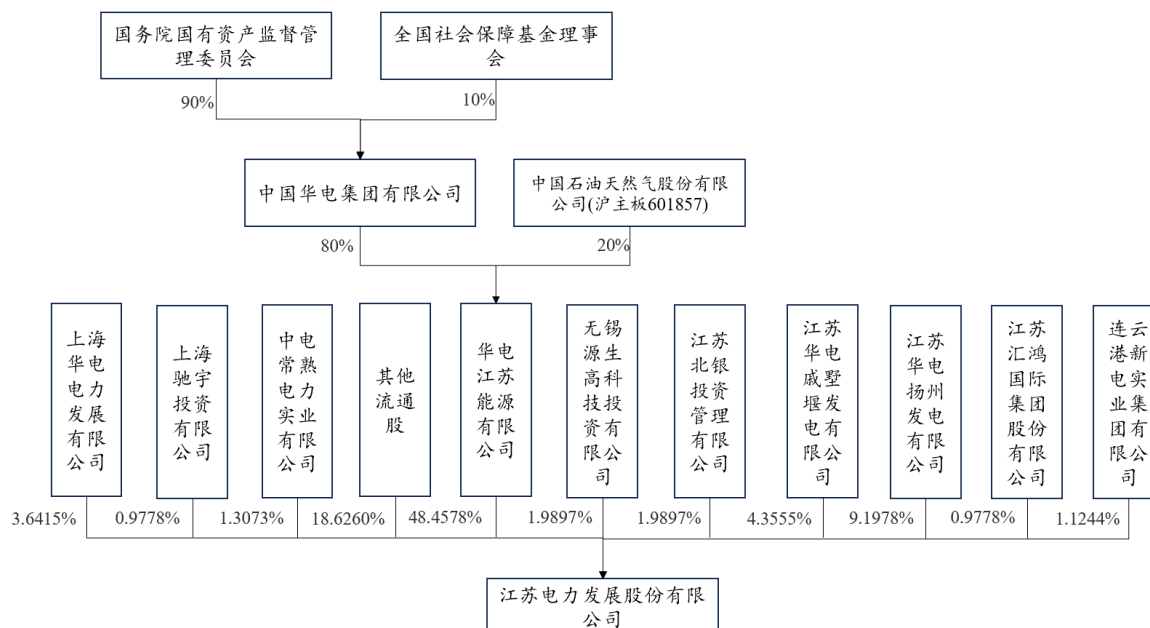 国务院国有资产监督管
理委员会
全国社会保障基金理事
会
90%
10%
中国华电集团有限公司
中国石油天然气股份有限
公司(沪主板601857)
80%
20%
上海
华电
电力
发展
有限
公司
上海
驰宇
投资
有限
公司
中电
常熟
电力
实业
有限
公司
其他
流通
股
华电
江苏
能源
有限
公司
无锡
源生
高科
技投
资有
限公
司
江苏
北银
投资
管理
有限
公司
江苏
华电
戚墅
堰发
电有
限公
司
江苏
华电
扬州
发电
有限
公司
江苏
汇鸿
国际
集团
股份
有限
公司
连云
港新
电实
业集
团有
限公
司
3.6415%
0.9778%
1.3073%
18.6260%
48.4578%
1.9897%
1.9897%
4.3555%
9.1978%
0.9778%
1.1244%
江苏电力发展股份有限
公司